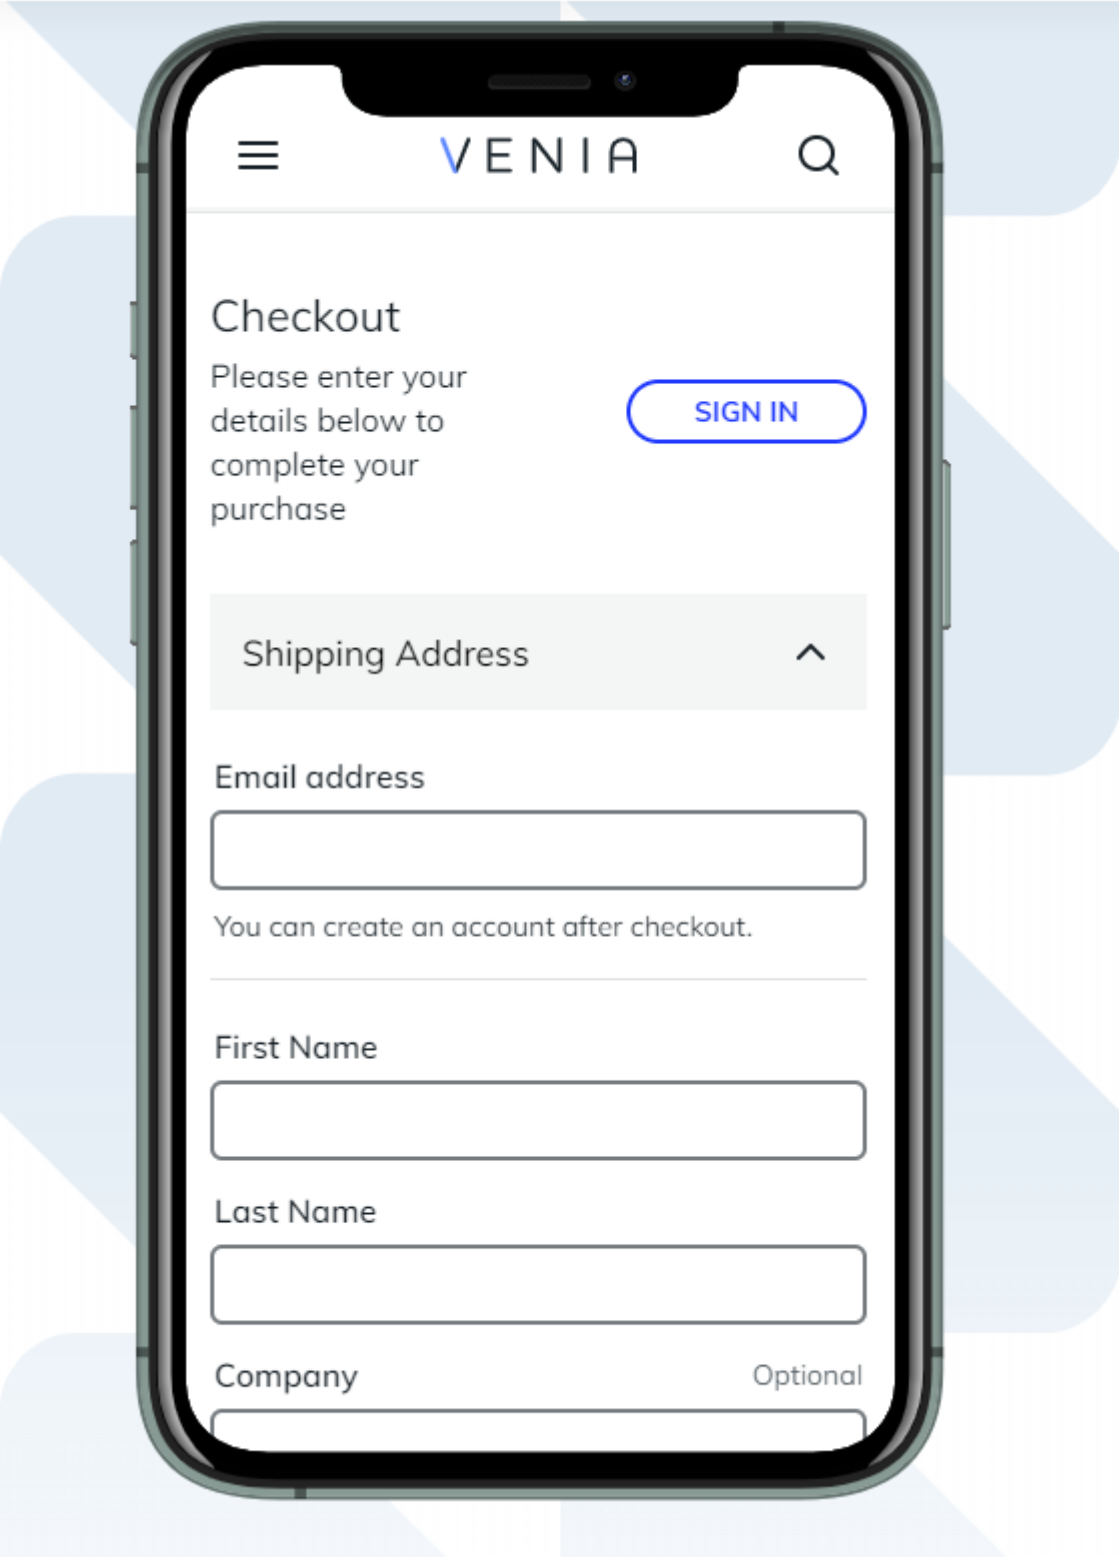 VENIA
Checkout
Please enter your
details below to
complete your
purchase
SIGN IN
Shipping Address
Email address
You can create an account after checkout.
First Name
Last Name
Company Optional